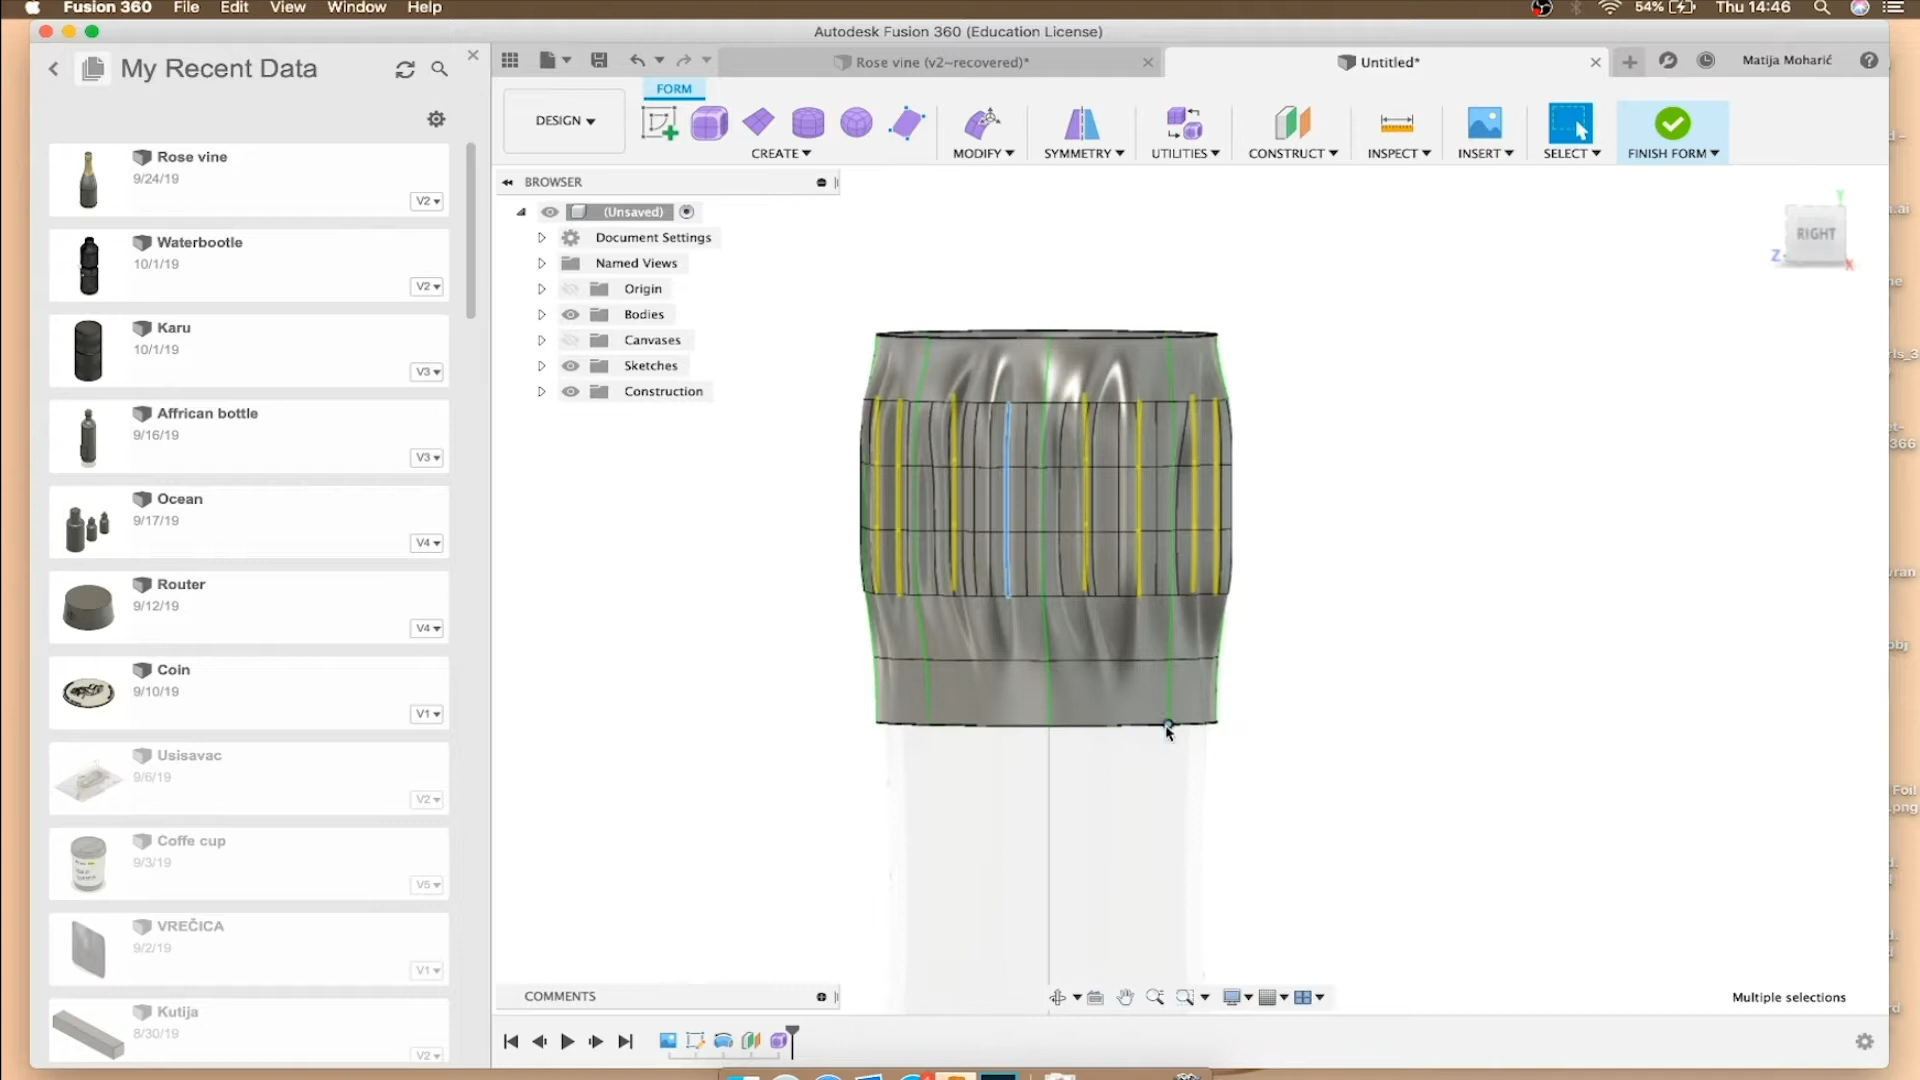 Fusion 360 File Edit View Window Help 54% Thu 14:46
Autodesk Fusion 360 (Education License)
My Recent Data
Rose vine (v2~recovered)*
Untitled*
Matija Moharić
FORM
DESIGN
CREATE
MODIFY
SYMMETRY
UTILITIES
CONSTRUCT
INSPECT
INSERT
SELECT
FINISH FORM
BROWSER
(Unsaved)
Document Settings
Named Views
Origin
Bodies
Canvases
Sketches
Construction
Rose vine
9/24/19
V2
Waterbootle
10/1/19
V2
Karu
10/1/19
V3
Affrican bottle
9/16/19
V3
Ocean
9/17/19
V4
Router
9/12/19
V4
Coin
9/10/19
V1
Usisavac
9/6/19
V2
Coffe cup
9/3/19
V5
VREČICA
9/2/19
V1
Kutija
8/30/19
V2
Y
RIGHT
Z
X
COMMENTS
Multiple selections